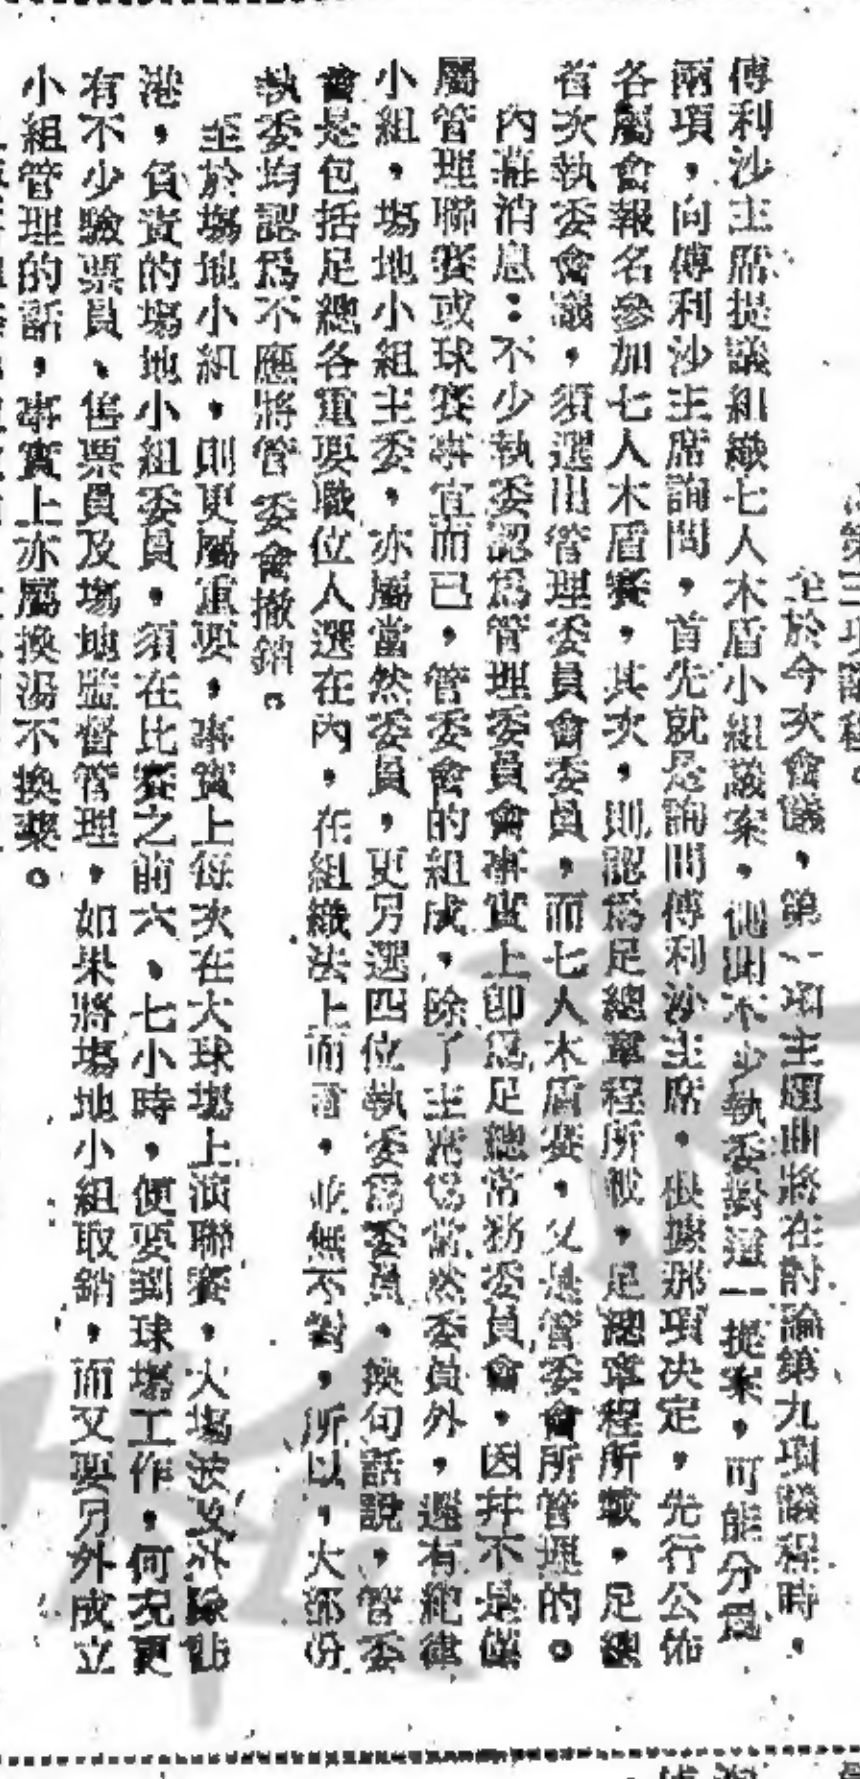 第三項議程。
至於今次會議，第一項主題曲將在討論第九項議程時，
傅利沙主席提議組織七人木盾小組議案，側聞不少執委對這一提案，可能分爲
兩項，向傅利沙主席詢問，首先就是詢問傅利沙主席，根據那項决定，先行公佈
各屬會報名參加七人木盾賽，其次，則認爲足總章程所載，足總章程所載，足總
首次執委會議，須選出管理委員會委員，而七人木盾賽，又是管委會所管理的。
內幕消息：不少執委認爲管理委員會事實上即爲足總常務委員會，因幷不是僅
屬管理聯賽或球賽事宜而已，管委會的組成，除了主席爲當然委員外，還有紀律
小組，塲地小組主委，亦屬當然委員，更另選四位執委爲委員，換句話說，管委
會是包括足總各重要職位人選在內，在組織法上而言，並無不對，所以，大部份
執委均認爲不應將管委會撤銷。
至於塲地小組，則更屬重要，事實上每次在大球塲上演聯賽，大塲波及外隊訪
港，負責的塲地小組委員，須在比賽之前六、七小時，便要到球塲工作，何况更
有不少驗票員、售票員及塲地監督管理，如果將塲地小組取銷，而又要另外成立
小組管理的話，事實上亦屬換湯不換藥。